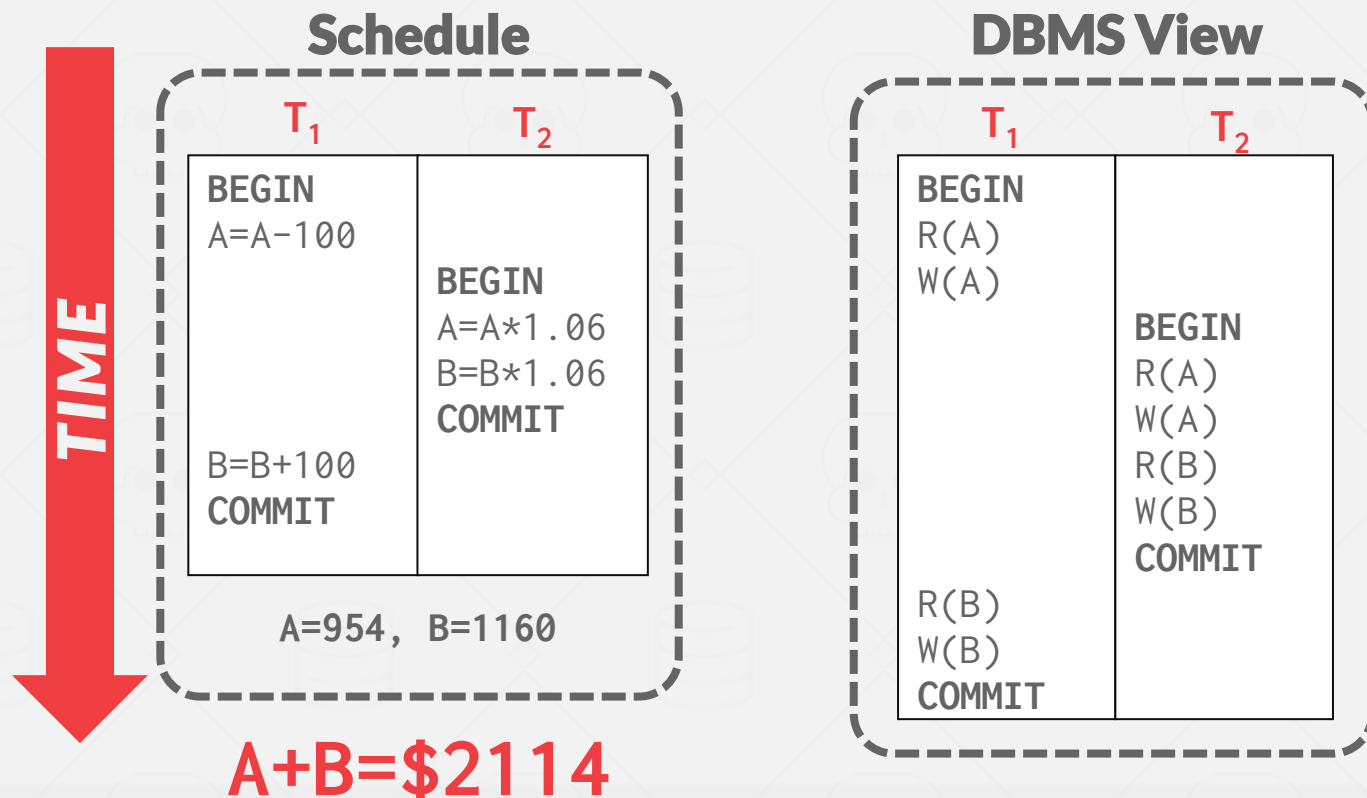 Schedule
DBMS View
TIME
T₁ T₂
BEGIN
A=A-100
BEGIN
A=A*1.06
B=B*1.06
COMMIT
B=B+100
COMMIT
A=954, B=1160
A+B=$2114
T₁ T₂
BEGIN
R(A)
W(A)
BEGIN
R(A)
W(A)
R(B)
W(B)
COMMIT
R(B)
W(B)
COMMIT